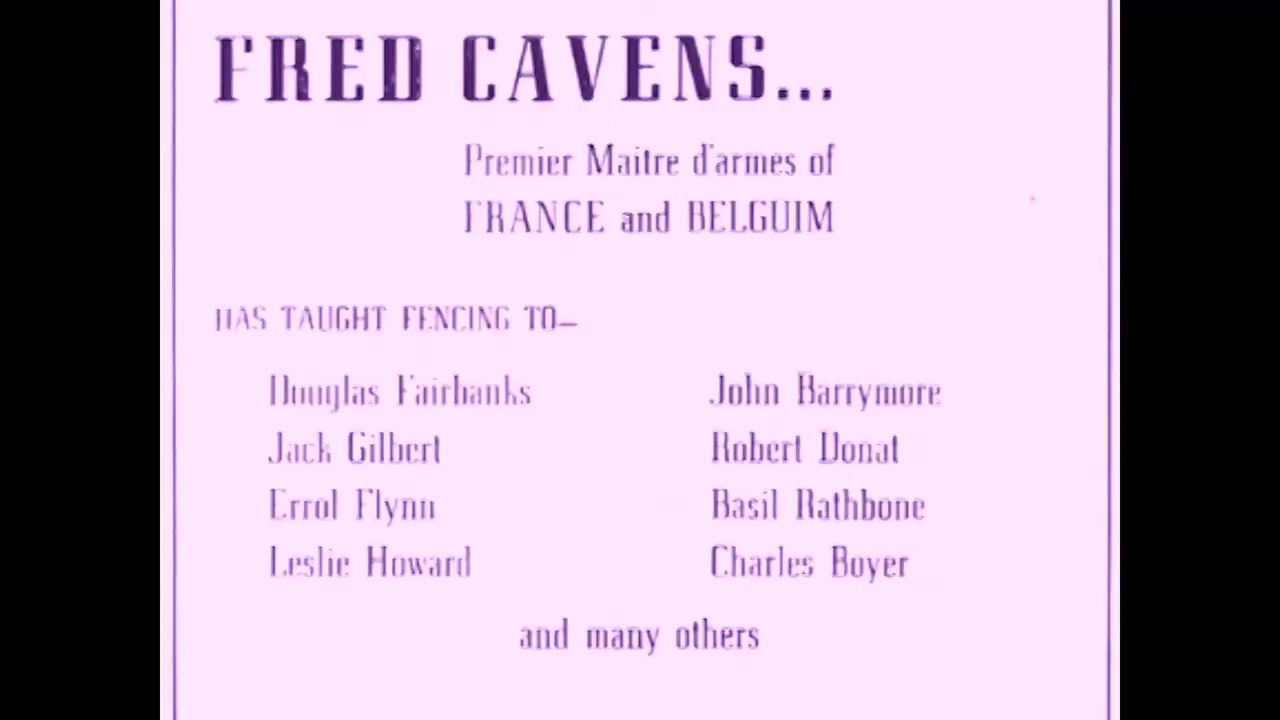 FRED CAVENS...
Premier Maitre d'armes of
FRANCE and BELGUIM
HAS TAUGHT FENCING TO—
Douglas Fairbanks
John Barrymore
Jack Gilbert
Robert Donat
Errol Flynn
Basil Rathbone
Leslie Howard
Charles Boyer
and many others